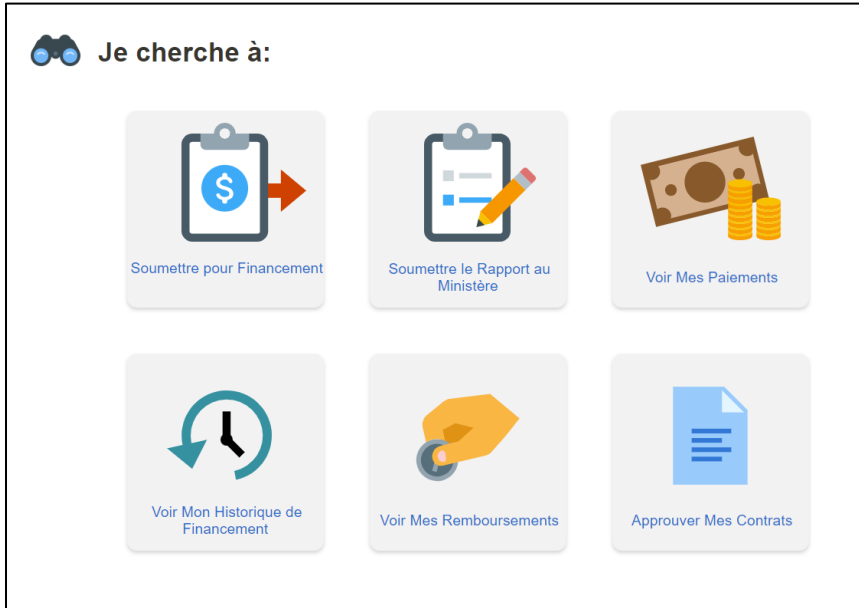 Je cherche à:
Soumettre pour Financement
Soumettre le Rapport au
Ministère
Voir Mes Paiements
Voir Mon Historique de
Financement
Voir Mes Remboursements
Approuver Mes Contrats